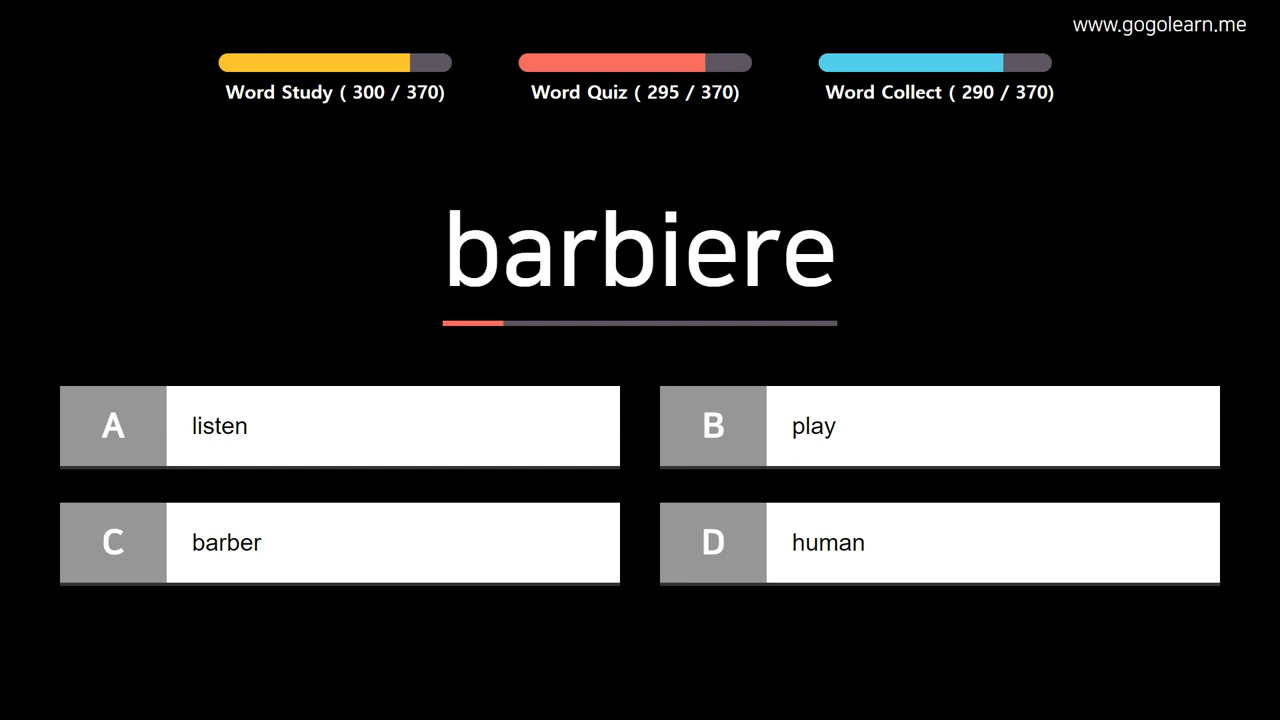 www.gogolearn.me
Word Study ( 300 / 370)
Word Quiz ( 295 / 370)
Word Collect ( 290 / 370)
barbiere
A listen
B play
C barber
D human